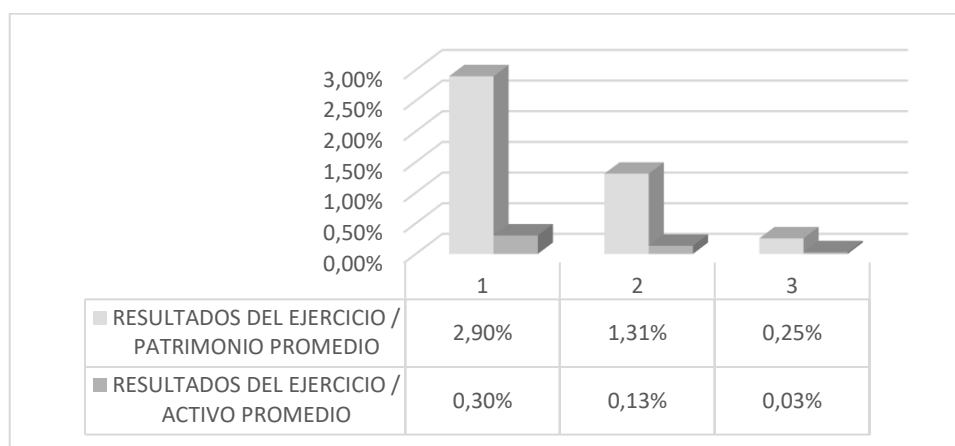 3,00%
2,50%
2,00%
1,50%
1,00%
0,50%
0,00%
1 2 3
RESULTADOS DEL EJERCICIO /
PATRIMONIO PROMEDIO
2,90% 1,31% 0,25%
RESULTADOS DEL EJERCICIO /
ACTIVO PROMEDIO
0,30% 0,13% 0,03%